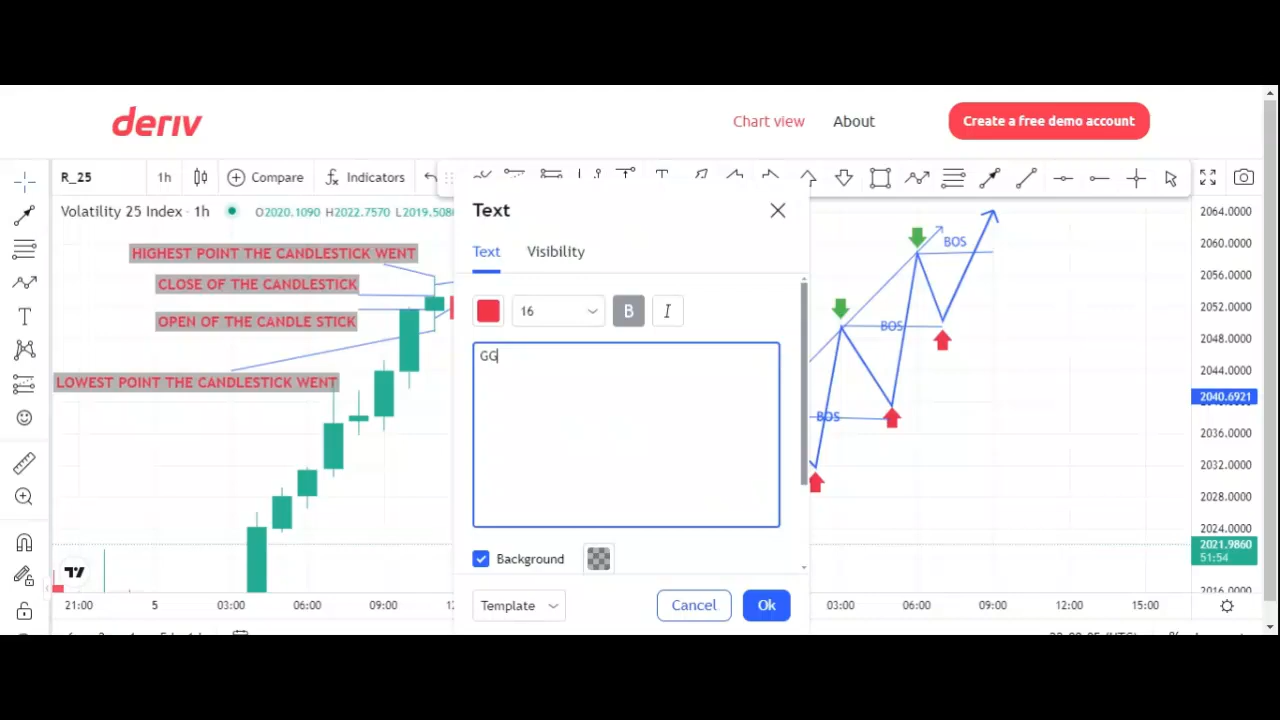 deriv
Chart view
About
Create a free demo account
R_25
1h
Compare
Indicators
Volatility 25 Index · 1h
O2020.1090 H2022.7570 L2019.5080
HIGHEST POINT THE CANDLESTICK WENT
CLOSE OF THE CANDLESTICK
OPEN OF THE CANDLE STICK
LOWEST POINT THE CANDLESTICK WENT
Text
Text
Visibility
16
B
I
GG
Background
Template
Cancel
Ok
BOS
BOS
BOS
2064.0000
2060.0000
2056.0000
2052.0000
2048.0000
2044.0000
2040.6921
2036.0000
2032.0000
2028.0000
2024.0000
2021.9860
51:54
2016.0000
21:00
5
03:00
06:00
09:00
03:00
06:00
09:00
12:00
15:00